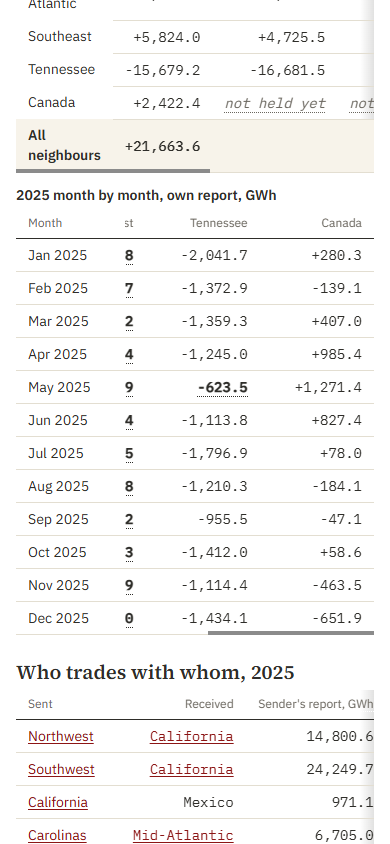 Atlantic
Southeast +5,824.0 +4,725.5
Tennessee -15,679.2 -16,681.5
Canada +2,422.4 not held yet not
All
neighbours +21,663.6
2025 month by month, own report, GWh
Month st Tennessee Canada
Jan 2025 8 -2,041.7 +280.3
Feb 2025 7 -1,372.9 -139.1
Mar 2025 2 -1,359.3 +407.0
Apr 2025 4 -1,245.0 +985.4
May 2025 9 -623.5 +1,271.4
Jun 2025 4 -1,113.8 +827.4
Jul 2025 5 -1,796.9 +78.0
Aug 2025 8 -1,210.3 -184.1
Sep 2025 2 -955.5 -47.1
Oct 2025 3 -1,412.0 +58.6
Nov 2025 9 -1,114.4 -463.5
Dec 2025 0 -1,434.1 -651.9
Who trades with whom, 2025
Sent Received Sender's report, GWh
Northwest California 14,800.6
Southwest California 24,249.7
California Mexico 971.1
Carolinas Mid-Atlantic 6,705.0